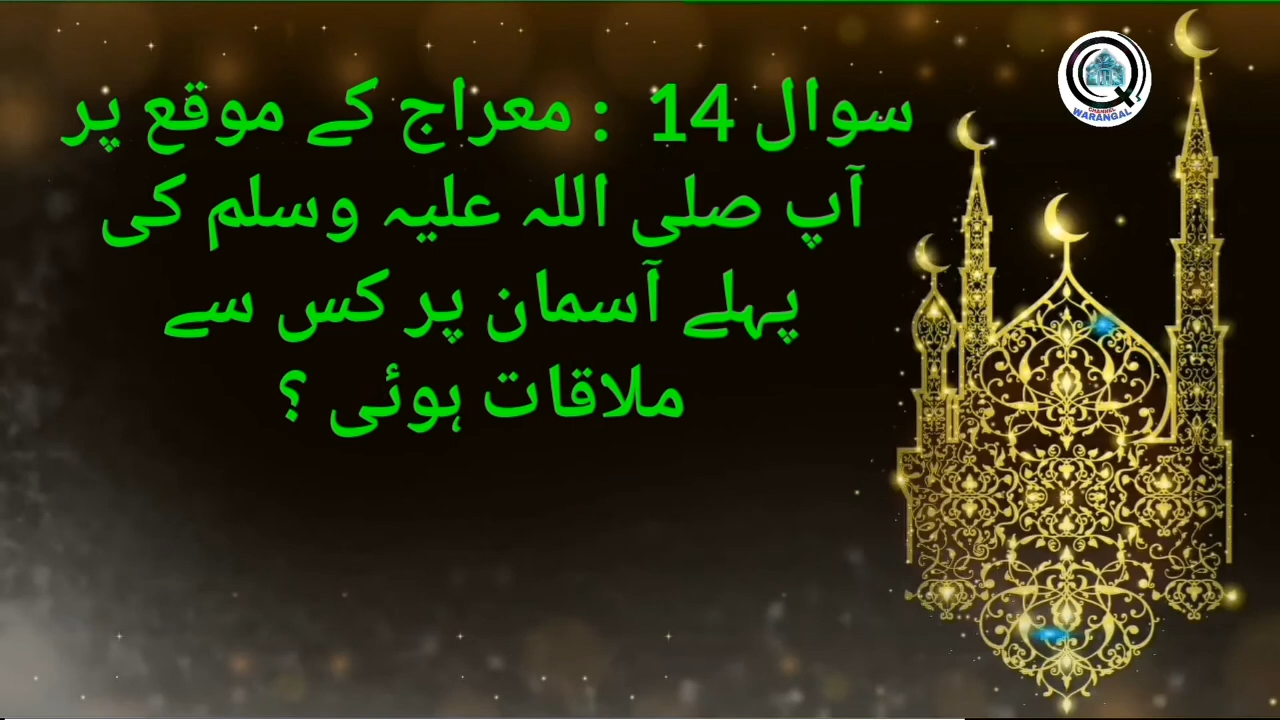 سوال 14 : معراج کے موقع پر
آپ صلی اللہ علیہ وسلم کی
پہلے آسمان پر کس سے
ملاقات ہوئی ؟
Q
CHANNEL
WARANGAL